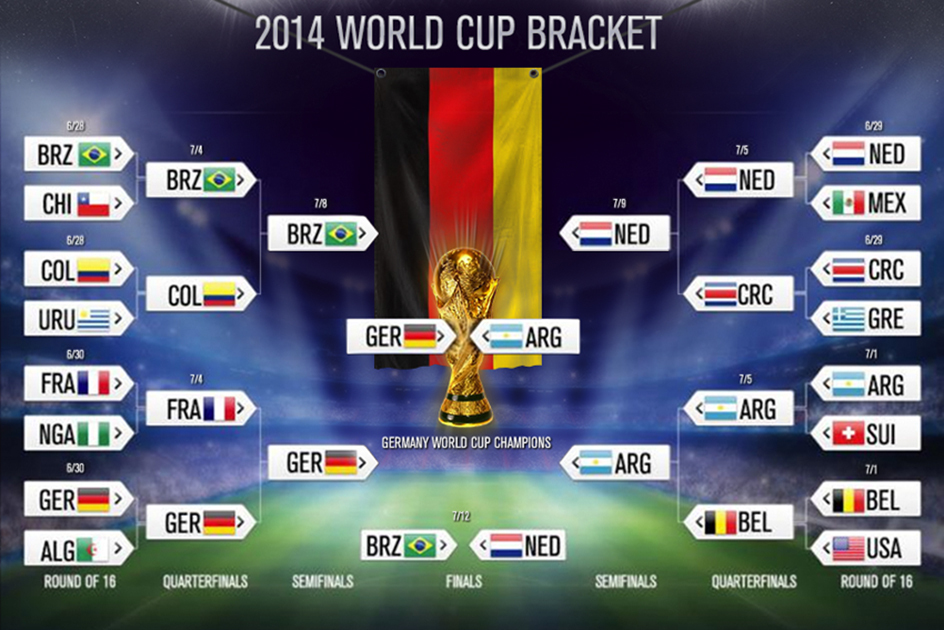 2014 WORLD CUP BRACKET
6/28
BRZ
CHI
6/28
COL
URU
6/30
FRA
NGA
6/30
GER
ALG
ROUND OF 16
7/4
BRZ
COL
7/4
FRA
GER
QUARTERFINALS
7/8
BRZ
GER
SEMIFINALS
GER
ARG
GERMANY WORLD CUP CHAMPIONS
7/12
BRZ
NED
FINALS
7/9
NED
ARG
SEMIFINALS
7/5
NED
CRC
7/5
ARG
BEL
QUARTERFINALS
6/29
NED
MEX
6/29
CRC
GRE
7/1
ARG
SUI
7/1
BEL
USA
ROUND OF 16